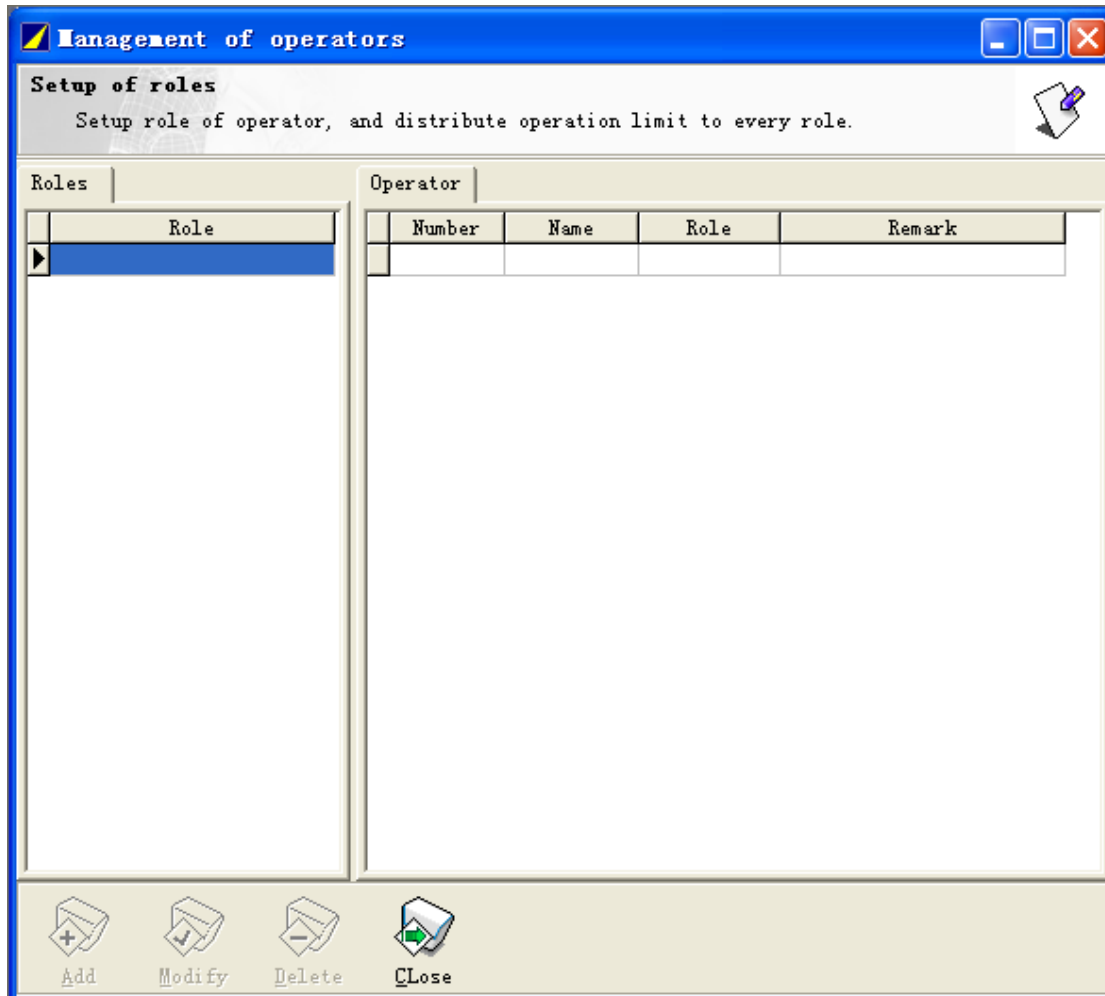 Management of operators
Setup of roles
Setup role of operator, and distribute operation limit to every role.
Roles
Operator
Role
Number Name Role Remark
Add Modify Delete CLose